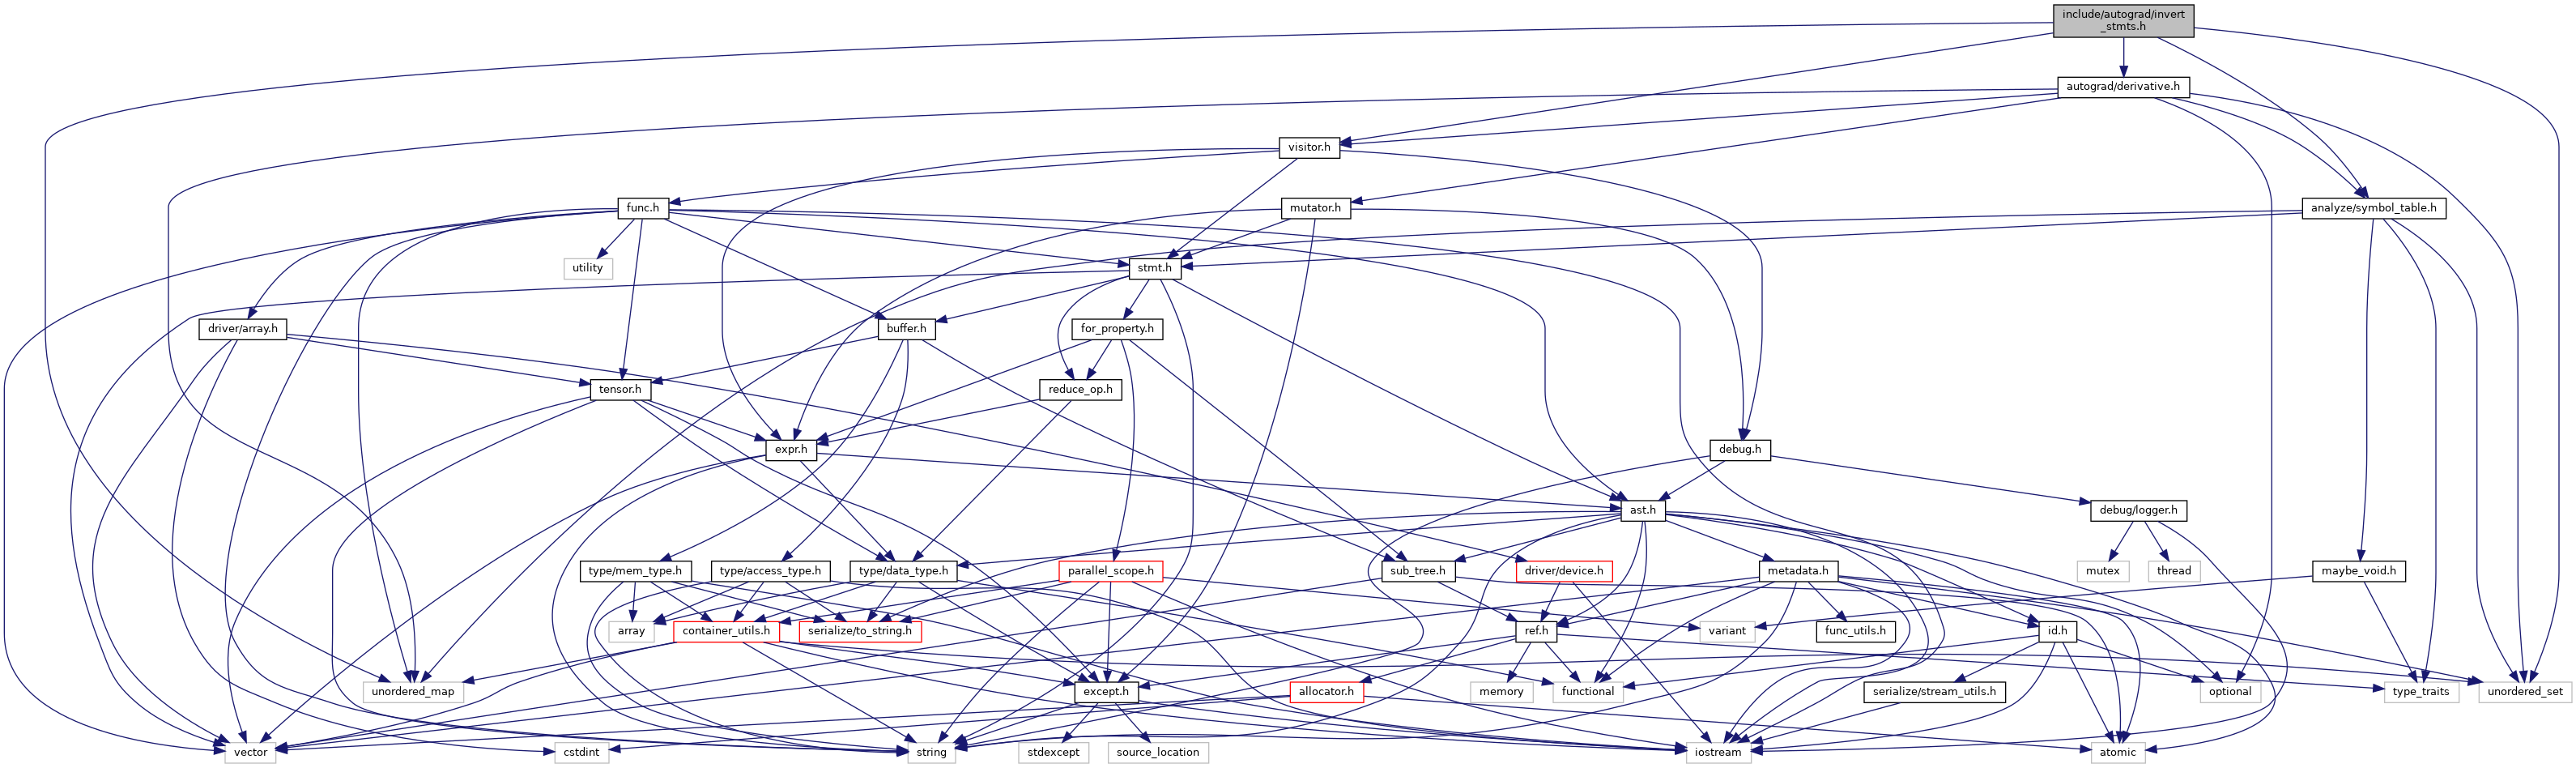 include/autograd/invert
_stmts.h
autograd/derivative.h
visitor.h
func.h
mutator.h
analyze/symbol_table.h
utility
stmt.h
driver/array.h
buffer.h
for_property.h
tensor.h
reduce_op.h
expr.h
debug.h
ast.h
debug/logger.h
type/mem_type.h
type/access_type.h
type/data_type.h
parallel_scope.h
sub_tree.h
driver/device.h
metadata.h
mutex
thread
maybe_void.h
array
container_utils.h
serialize/to_string.h
variant
ref.h
func_utils.h
id.h
unordered_map
except.h
allocator.h
memory
functional
serialize/stream_utils.h
optional
type_traits
unordered_set
vector
cstdint
string
stdexcept
source_location
iostream
atomic